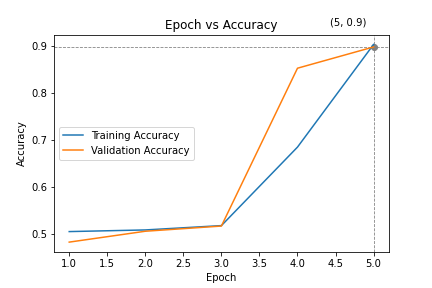 (5, 0.9)
Epoch vs Accuracy
0.9
0.8
0.7
0.6
0.5
Accuracy
Training Accuracy
Validation Accuracy
1.0 1.5 2.0 2.5 3.0 3.5 4.0 4.5 5.0
Epoch